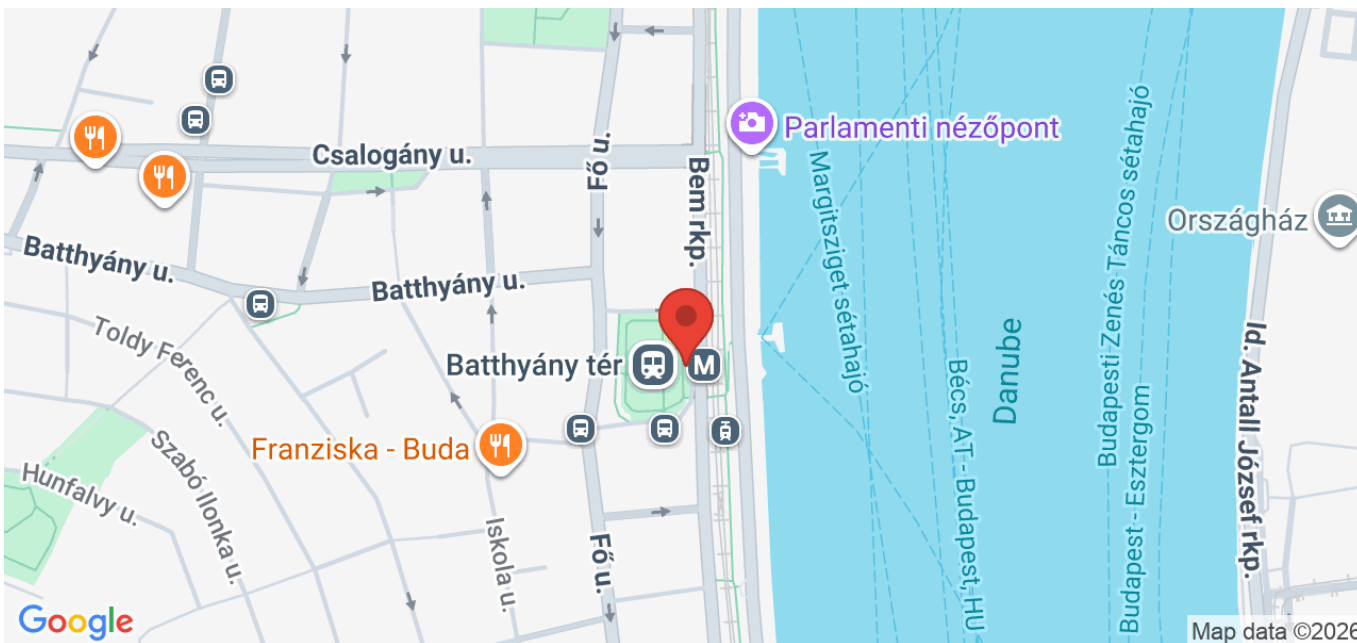 Parlamenti nézőpont
Csalogány u.
Fő u.
Bem rkp.
Margitsziget sétahajó
Budapesti Zenés Táncos sétahajó
Országház
Batthyány u.
Batthyány u.
Toldy Ferenc u.
Batthyány tér
M
Danube
Bécs, AT - Budapest, HU
Budapest - Esztergom
Id. Antall József rkp.
Franziska - Buda
Szabó Ilonka u.
Hunfalvy u.
Iskola u.
Fő u.
Google
Map data ©2026